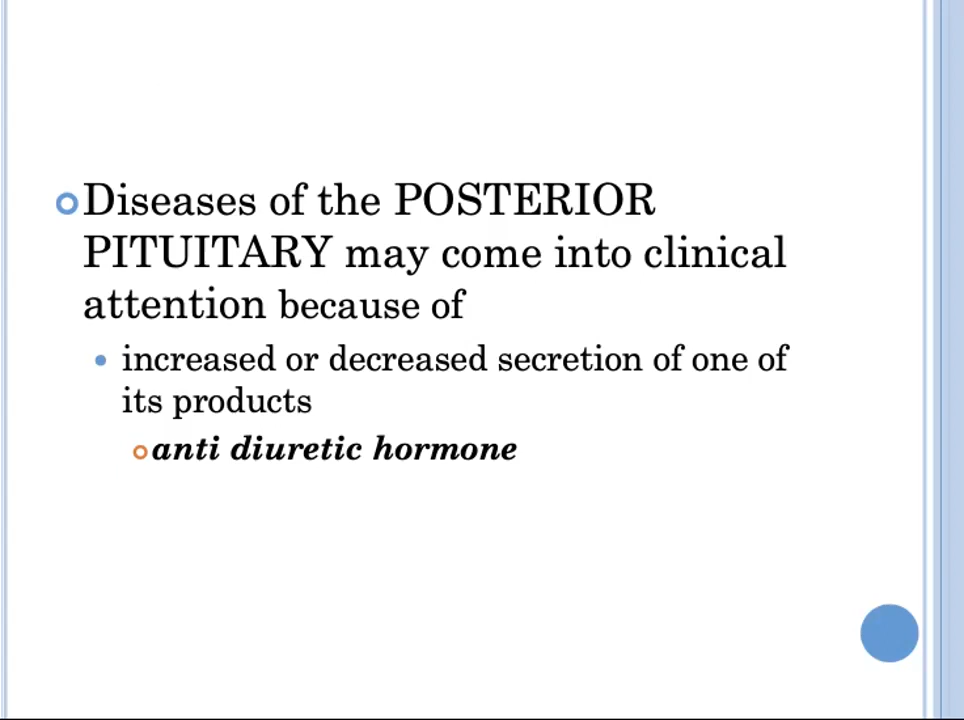 Diseases of the POSTERIOR
PITUITARY may come into clinical
attention because of
increased or decreased secretion of one of
its products
anti diuretic hormone